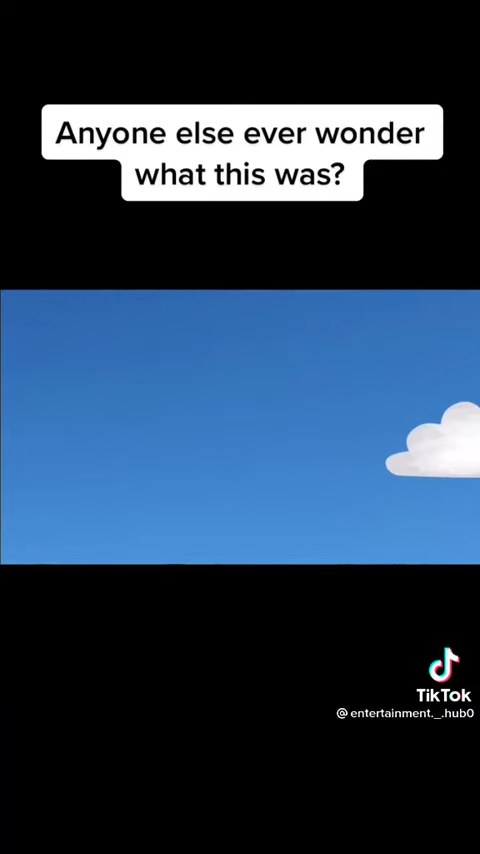 Anyone else ever wonder
what this was?
TikTok
@entertainment._.hub0